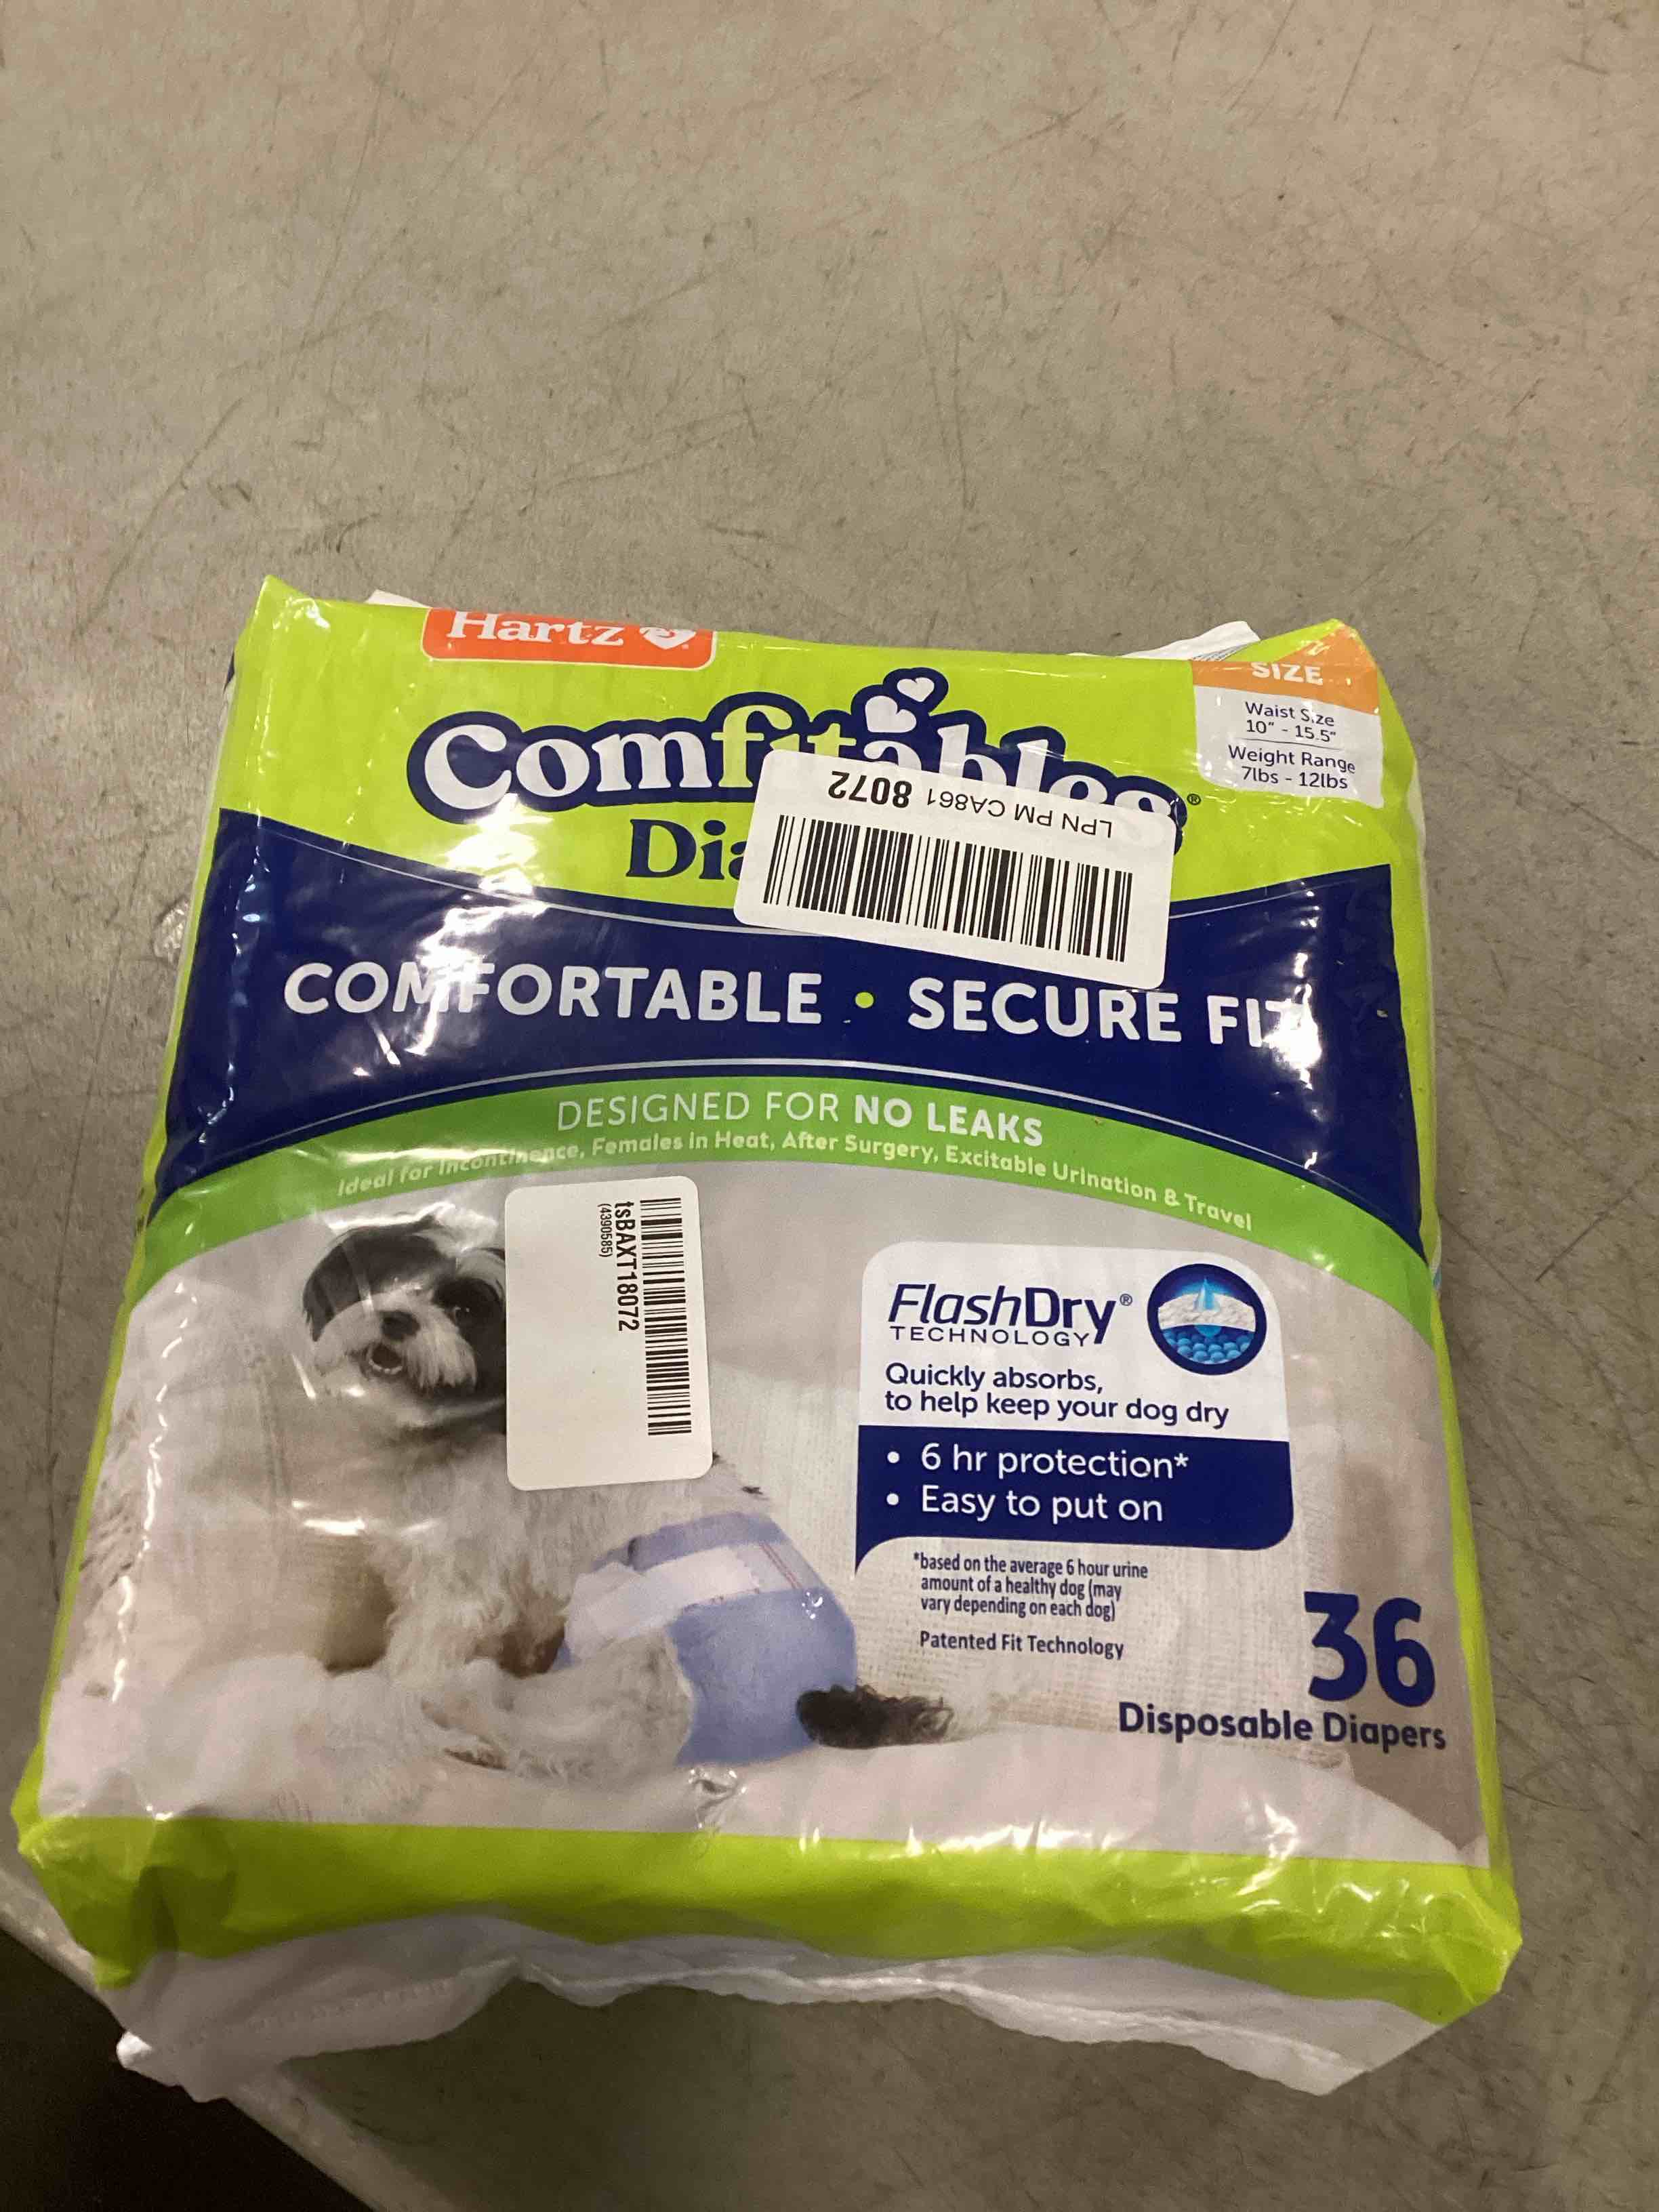 Hartz
SIZE
Waist Size
10" - 15.5"
Weight Range
7lbs - 12lbs
Comfortables®
LPN PM CA861 8072
COMFORTABLE • SECURE FIT
DESIGNED FOR NO LEAKS
Ideal for Incontinence, Females in Heat, After Surgery, Excitable Urination & Travel
tsBAXT18072
(4390585)
FlashDry®
TECHNOLOGY
Quickly absorbs,
to help keep your dog dry
• 6 hr protection*
• Easy to put on
*based on the average 6 hour urine
amount of a healthy dog (may
vary depending on each dog)
Patented Fit Technology
36
Disposable Diapers